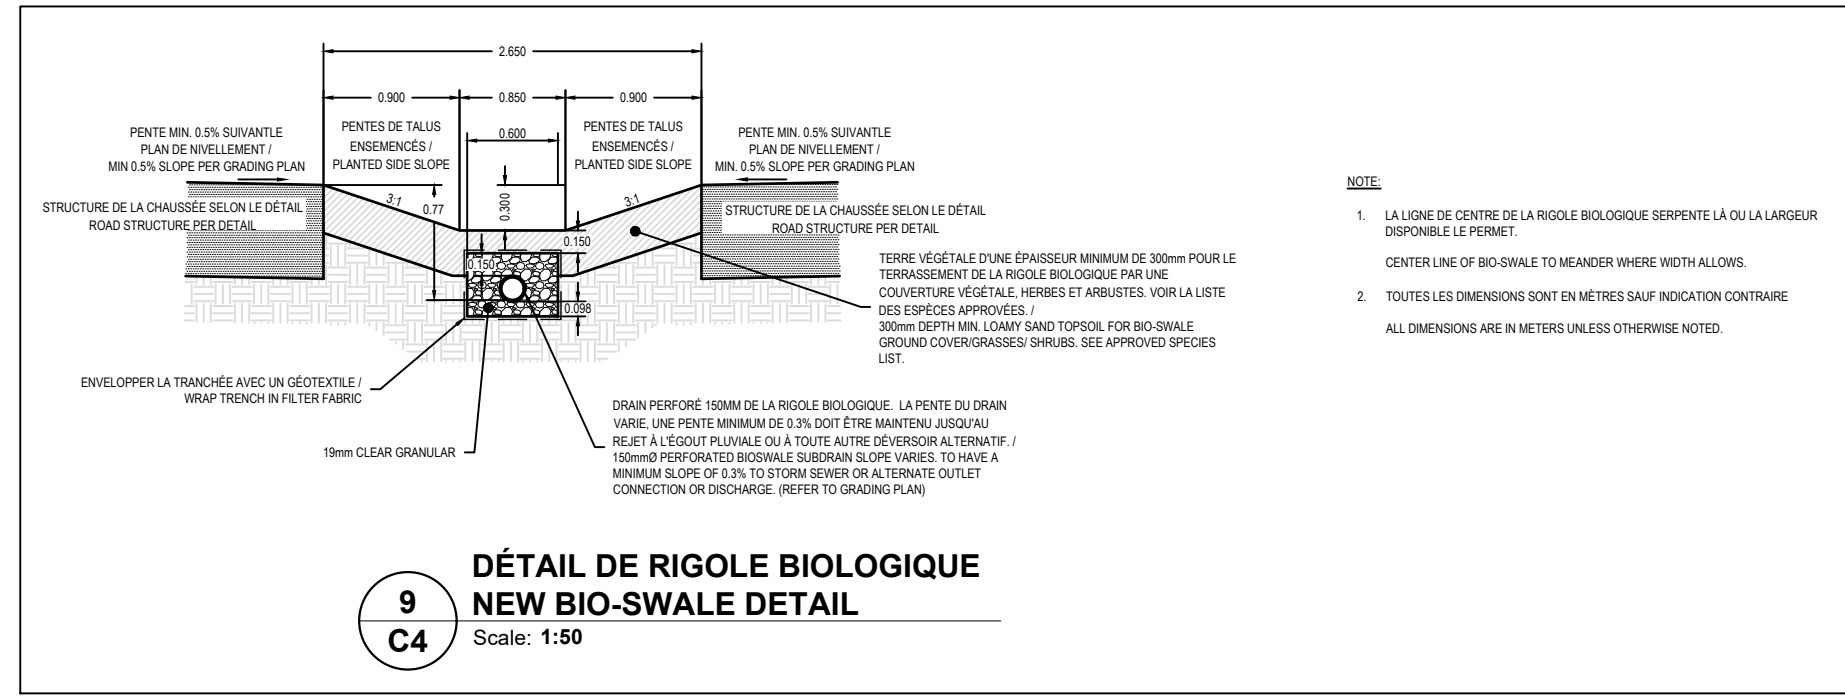 2.650
0.900
0.850
0.900
PENTE MIN. 0.5% SUIVANTLE
PLAN DE NIVELLEMENT /
MIN 0.5% SLOPE PER GRADING PLAN
PENTES DE TALUS
ENSEMENCÉS /
PLANTED SIDE SLOPE
0.600
PENTES DE TALUS
ENSEMENCÉS /
PLANTED SIDE SLOPE
PENTE MIN. 0.5% SUIVANTLE
PLAN DE NIVELLEMENT /
MIN. 0.5% SLOPE PER GRADING PLAN
3:1
0.77
0.300
3:1
STRUCTURE DE LA CHAUSSÉE SELON LE DÉTAIL
ROAD STRUCTURE PER DETAIL
STRUCTURE DE LA CHAUSSÉE SELON LE DÉTAIL
ROAD STRUCTURE PER DETAIL
0.150
0.150
0.098
TERRE VÉGÉTALE D'UNE ÉPAISSEUR MINIMUM DE 300mm POUR LE
TERRASSEMENT DE LA RIGOLE BIOLOGIQUE PAR UNE
COUVERTURE VÉGÉTALE, HERBES ET ARBUSTES. VOIR LA LISTE
DES ESPÈCES APPROVÉES. /
300mm DEPTH MIN. LOAMY SAND TOPSOIL FOR BIO-SWALE
GROUND COVER/GRASSES/ SHRUBS. SEE APPROVED SPECIES
LIST.
ENVELOPPER LA TRANCHÉE AVEC UN GÉOTEXTILE /
WRAP TRENCH IN FILTER FABRIC
19mm CLEAR GRANULAR
DRAIN PERFORÉ 150MM DE LA RIGOLE BIOLOGIQUE. LA PENTE DU DRAIN
VARIE, UNE PENTE MINIMUM DE 0.3% DOIT ÊTRE MAINTENU JUSQU'AU
REJET À L'ÉGOUT PLUVIALE OU À TOUTE AUTRE DÉVERSOIR ALTERNATIF. /
150mmØ PERFORATED BIOSWALE SUBDRAIN SLOPE VARIES. TO HAVE A
MINIMUM SLOPE OF 0.3% TO STORM SEWER OR ALTERNATE OUTLET
CONNECTION OR DISCHARGE. (REFER TO GRADING PLAN)
NOTE:
1. LA LIGNE DE CENTRE DE LA RIGOLE BIOLOGIQUE SERPENTE LÀ OU LA LARGEUR
DISPONIBLE LE PERMET.
CENTER LINE OF BIO-SWALE TO MEANDER WHERE WIDTH ALLOWS.
2. TOUTES LES DIMENSIONS SONT EN MÈTRES SAUF INDICATION CONTRAIRE
ALL DIMENSIONS ARE IN METERS UNLESS OTHERWISE NOTED.
9
C4
DÉTAIL DE RIGOLE BIOLOGIQUE
NEW BIO-SWALE DETAIL
Scale: 1:50